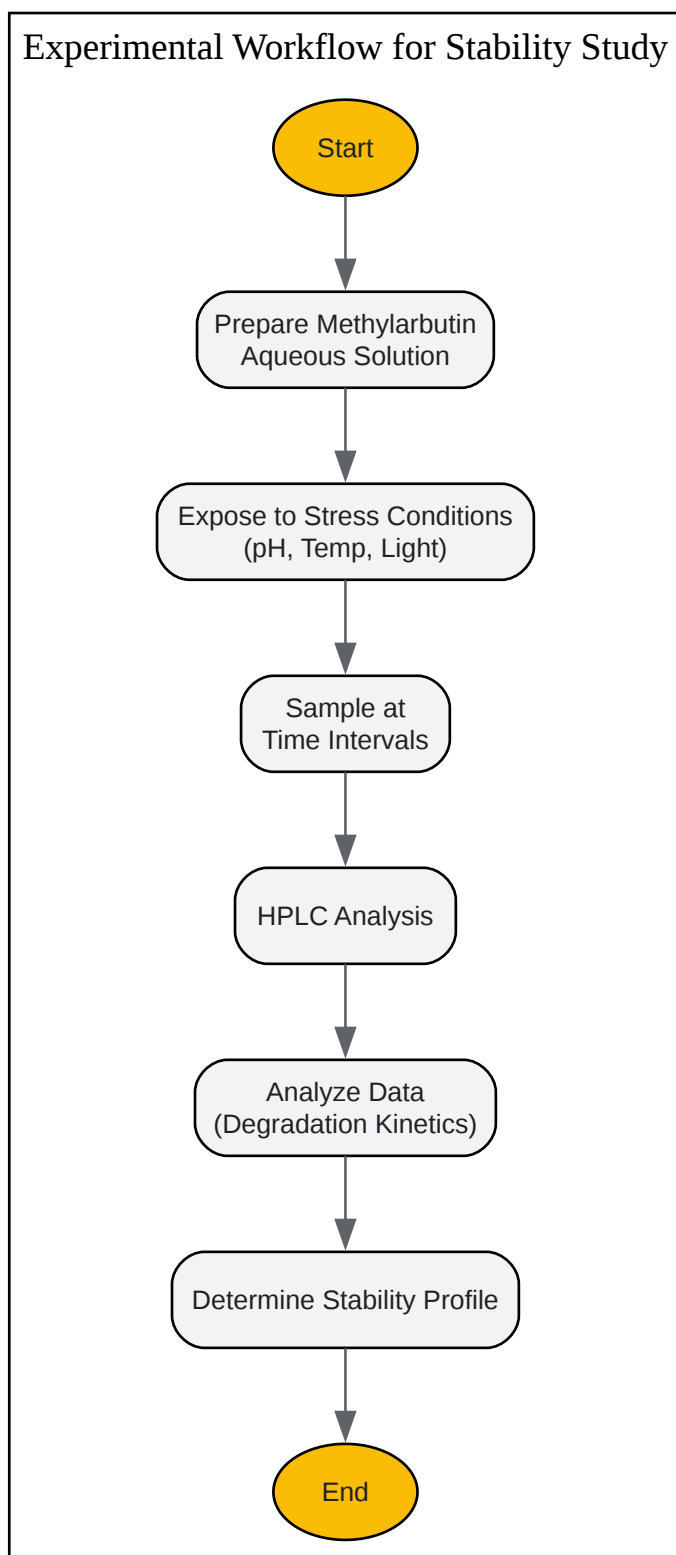 Experimental Workflow for Stability Study
Start
Prepare Methylarbutin
Aqueous Solution
Expose to Stress Conditions
(pH, Temp, Light)
Sample at
Time Intervals
HPLC Analysis
Analyze Data
(Degradation Kinetics)
Determine Stability Profile
End